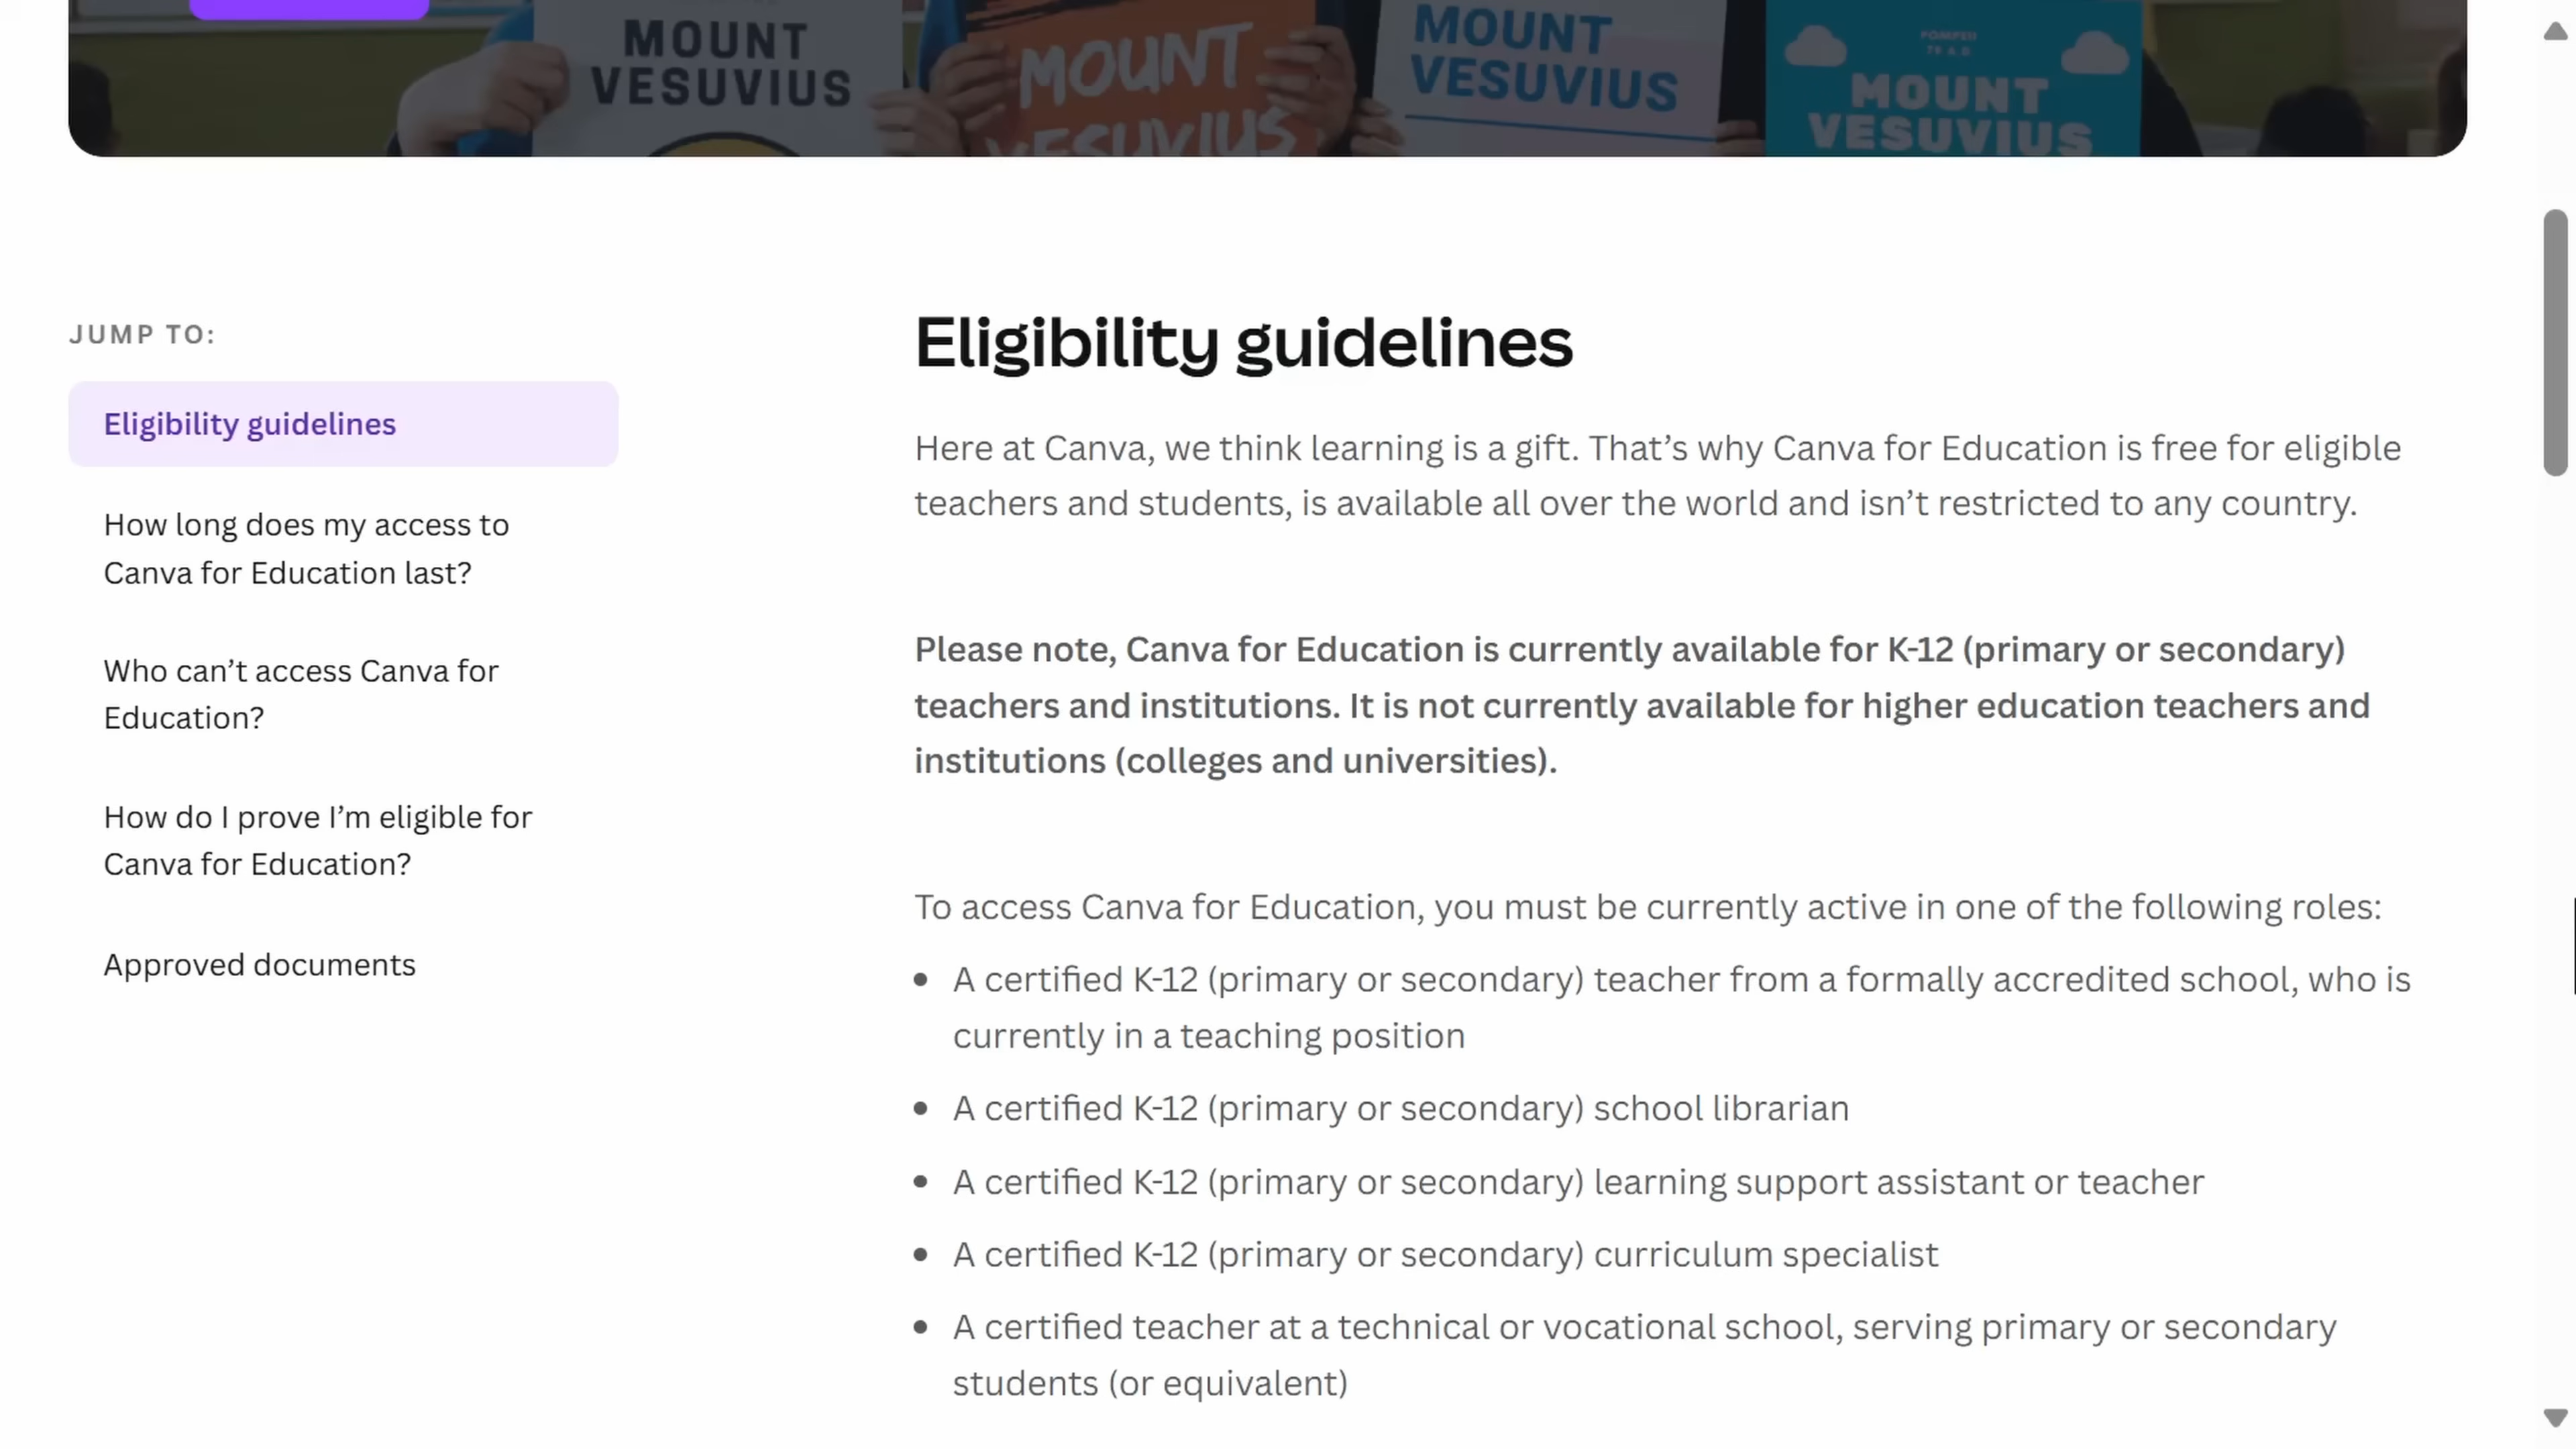 MOUNT
VESUVIUS
MOUNT
VESUVIUS
MOUNT
VESUVIUS
POMPEII
79 A.D
MOUNT
VESUVIUS
JUMP TO:
Eligibility guidelines
How long does my access to
Canva for Education last?
Who can’t access Canva for
Education?
How do I prove I’m eligible for
Canva for Education?
Approved documents
Eligibility guidelines
Here at Canva, we think learning is a gift. That’s why Canva for Education is free for eligible
teachers and students, is available all over the world and isn’t restricted to any country.
Please note, Canva for Education is currently available for K-12 (primary or secondary)
teachers and institutions. It is not currently available for higher education teachers and
institutions (colleges and universities).
To access Canva for Education, you must be currently active in one of the following roles:
• A certified K-12 (primary or secondary) teacher from a formally accredited school, who is
currently in a teaching position
• A certified K-12 (primary or secondary) school librarian
• A certified K-12 (primary or secondary) learning support assistant or teacher
• A certified K-12 (primary or secondary) curriculum specialist
• A certified teacher at a technical or vocational school, serving primary or secondary
students (or equivalent)